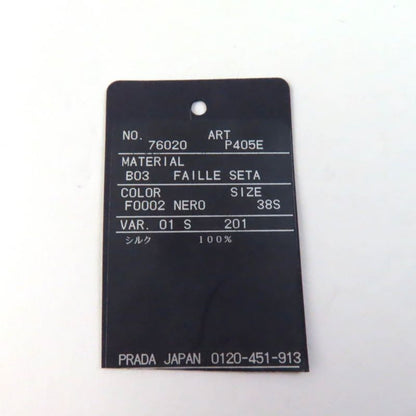 NO. ART
76020 P405E
MATERIAL
B03 FAILLE SETA
COLOR SIZE
F0002 NERO 38S
VAR. 01 S 201
シルク 100%
PRADA JAPAN 0120-451-913